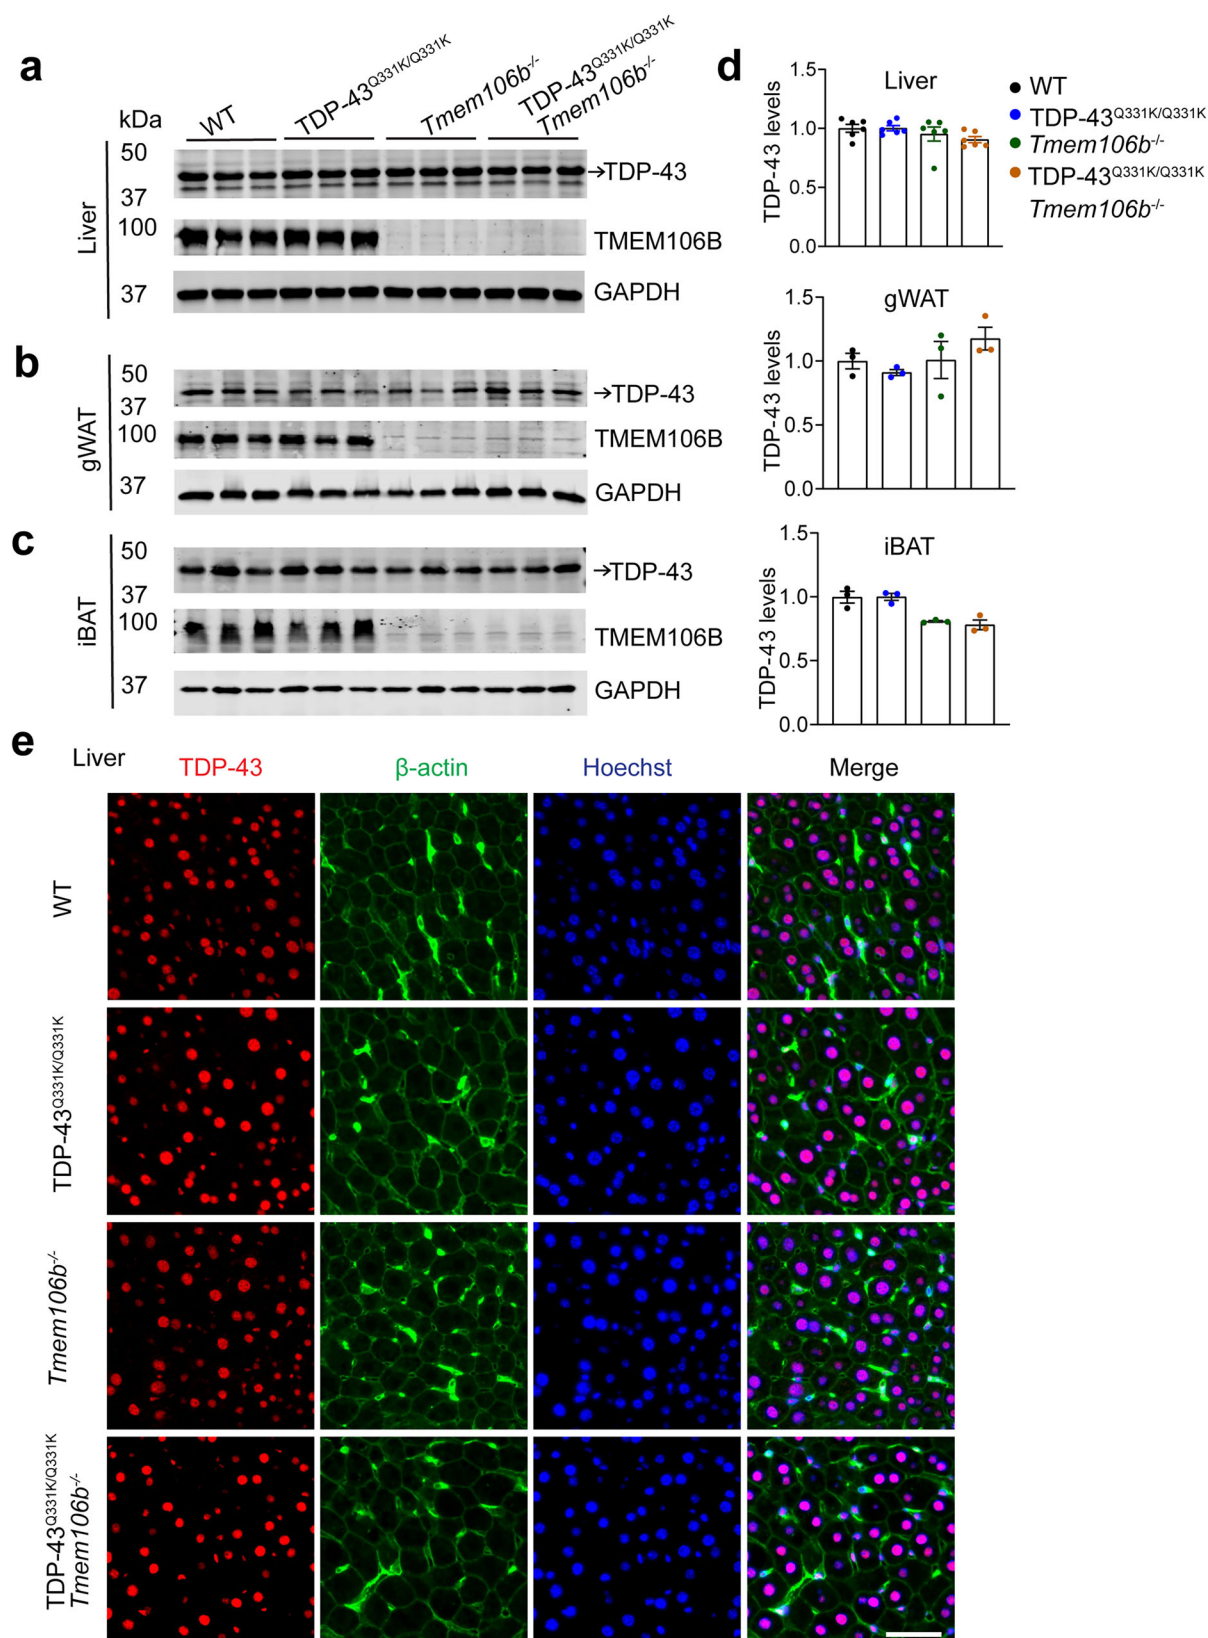 a
kDa
WT
TDP-43Q331K/Q331K
Tmem106b-/-
TDP-43Q331K/Q331K
Tmem106b-/-
Liver
50
37
→TDP-43
100
TMEM106B
37
GAPDH
b
gWAT
50
37
→TDP-43
100
TMEM106B
37
GAPDH
c
iBAT
50
37
→TDP-43
100
TMEM106B
37
GAPDH
d
Liver
TDP-43 levels
1.5
1.0
0.5
0.0
WT
TDP-43Q331K/Q331K
Tmem106b-/-
TDP-43Q331K/Q331K
Tmem106b-/-
gWAT
TDP-43 levels
1.5
1.0
0.5
0.0
iBAT
TDP-43 levels
1.5
1.0
0.5
0.0
e
Liver
TDP-43 β-actin Hoechst Merge
WT
TDP-43Q331K/Q331K
Tmem106b-/-
TDP-43Q331K/Q331K
Tmem106b-/-